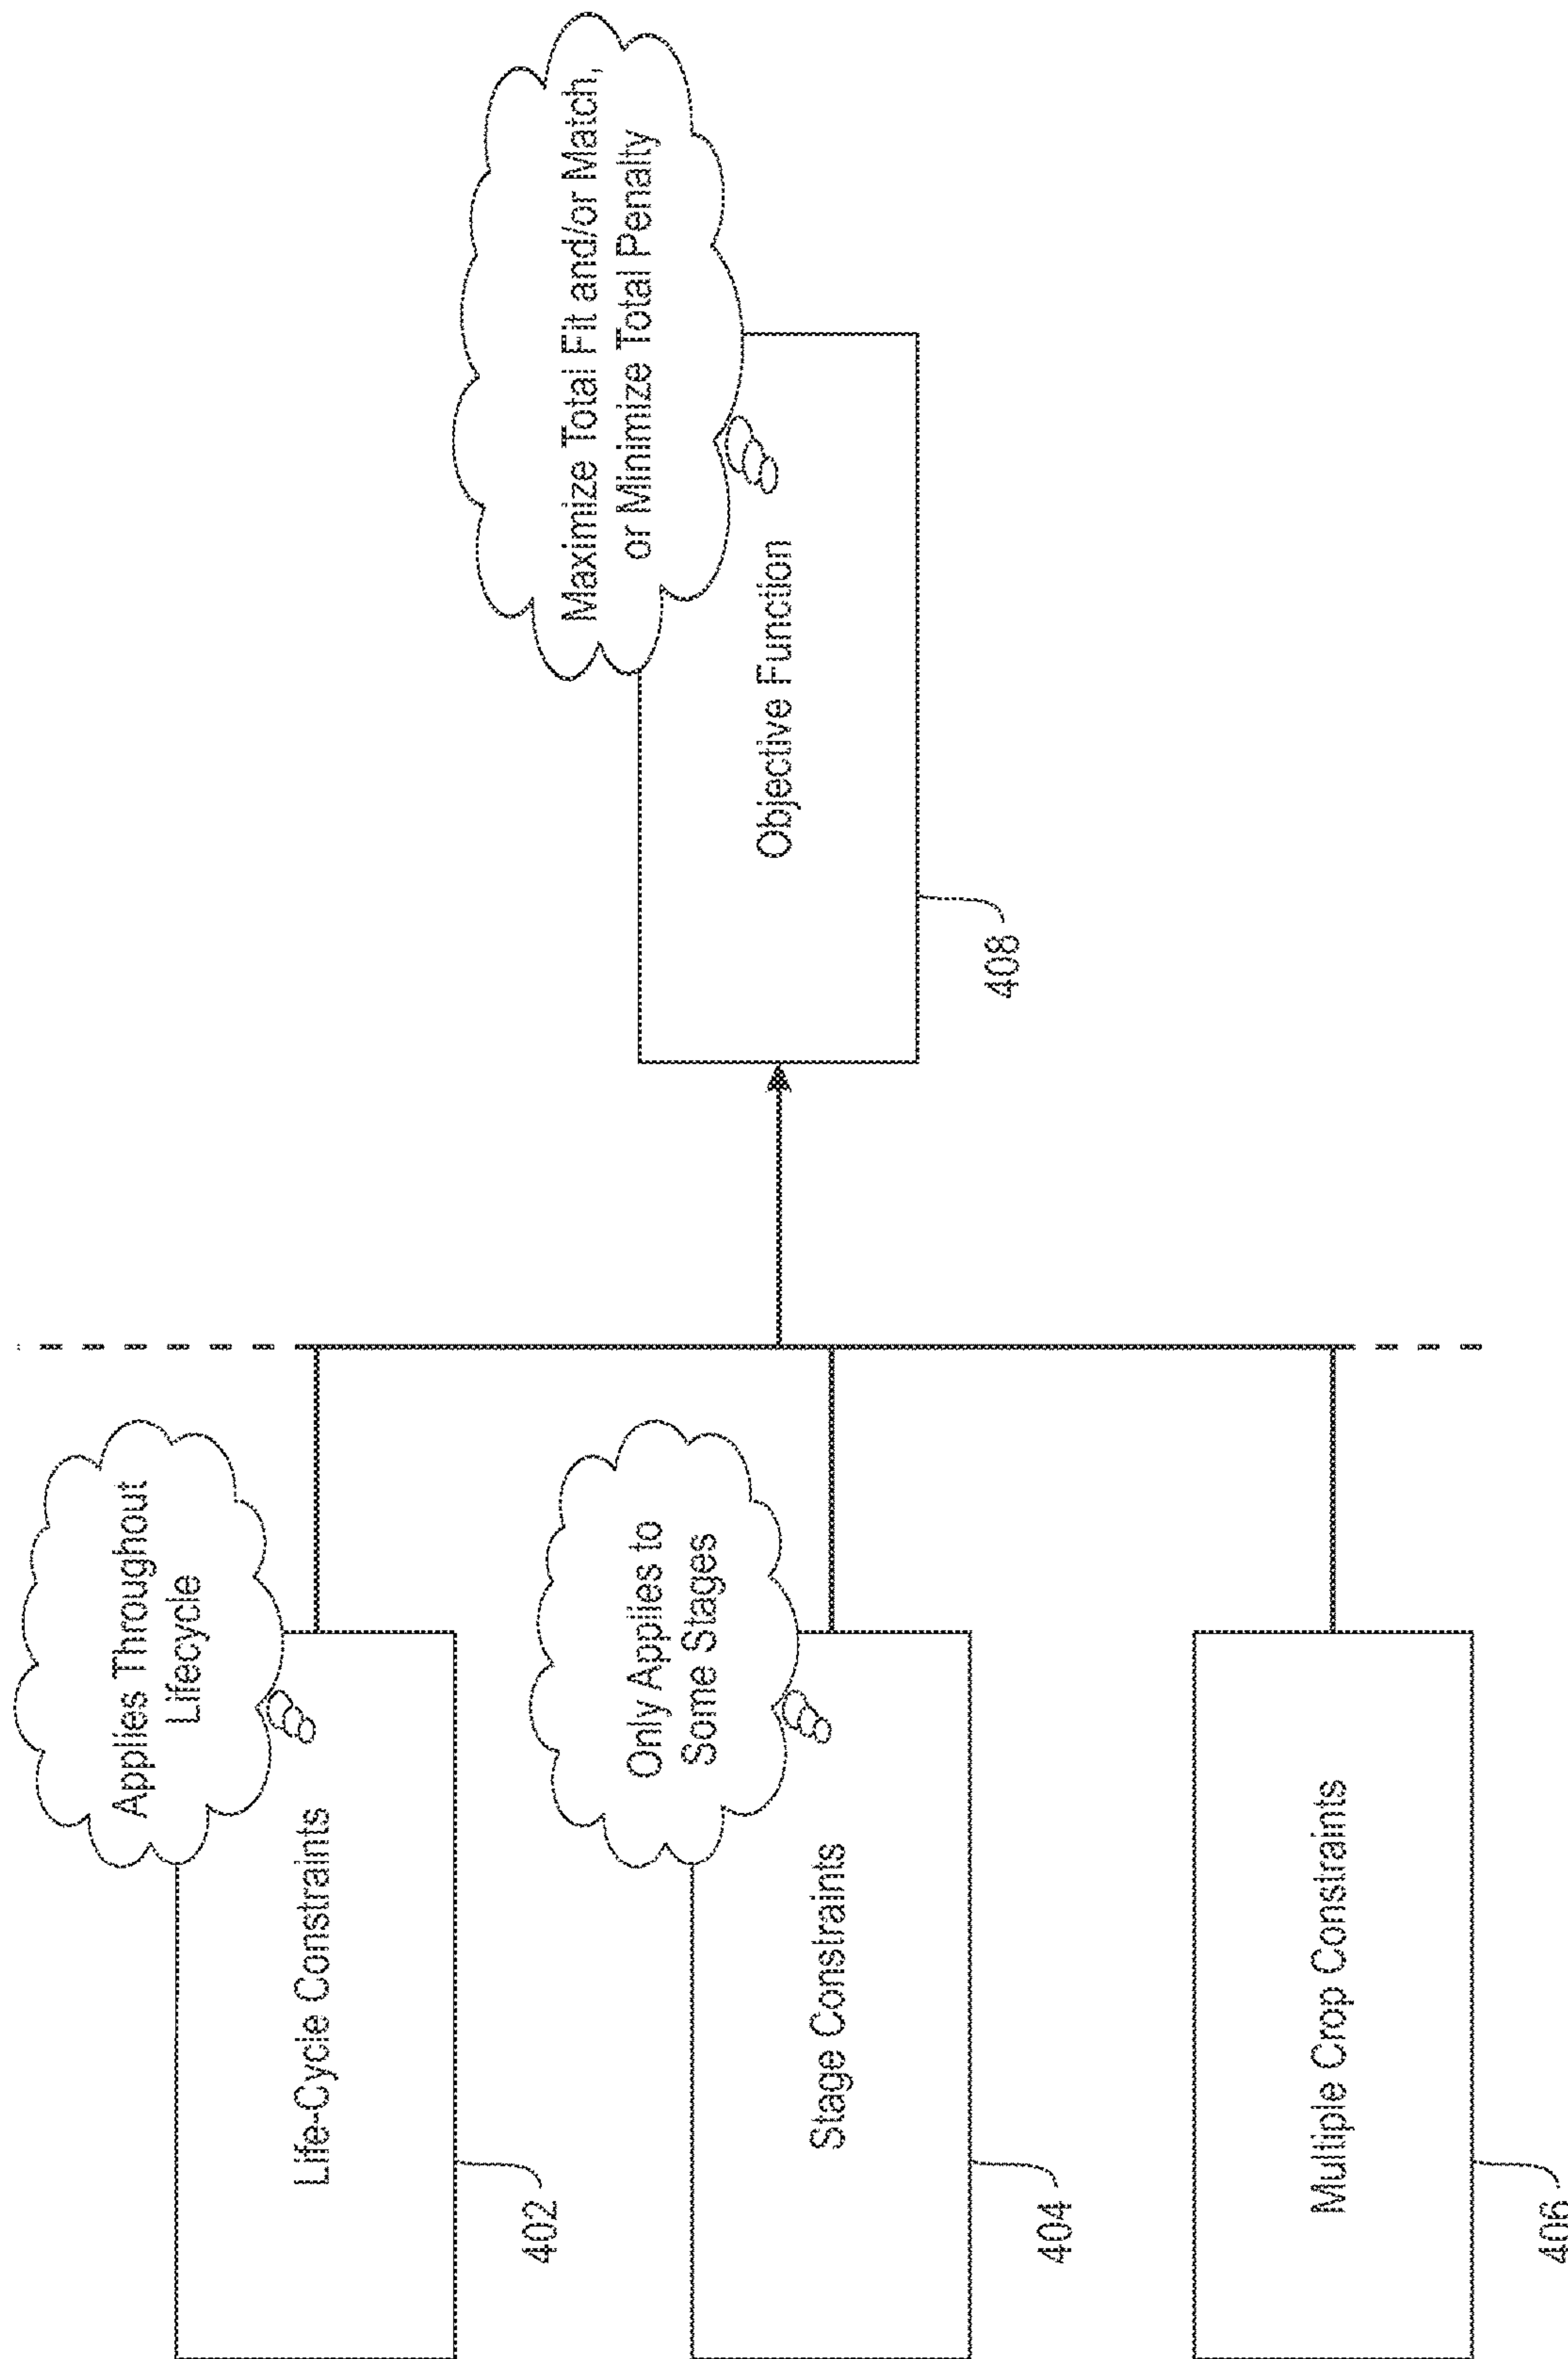 Applies Throughout
Lifecycle
Life-Cycle Constraints
402
Only Applies to
Some Stages
Stage Constraints
404
Multiple Crop Constraints
406
Maximize Total Fit and/or Match,
or Minimize Total Penalty
Objective Function
408